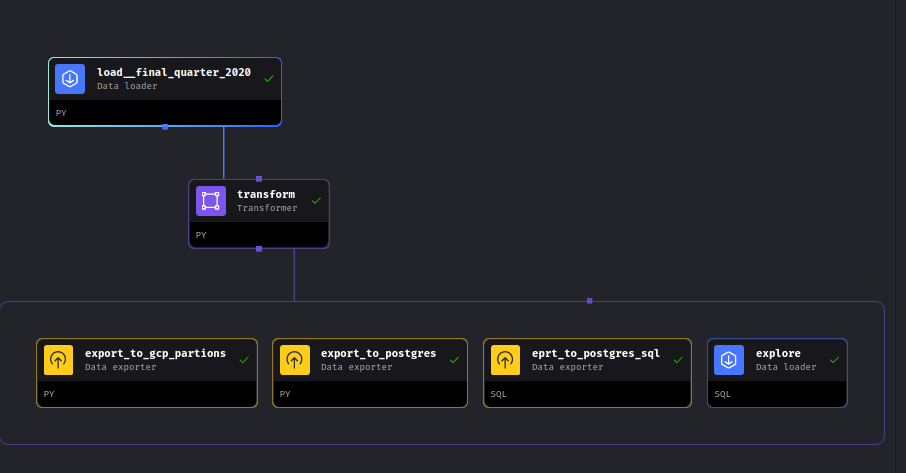 load__final_quarter_2020
Data loader
PY
transform
Transformer
PY
export_to_gcp_partions
Data exporter
PY
export_to_postgres
Data exporter
PY
eprt_to_postgres_sql
Data exporter
SQL
explore
Data loader
SQL